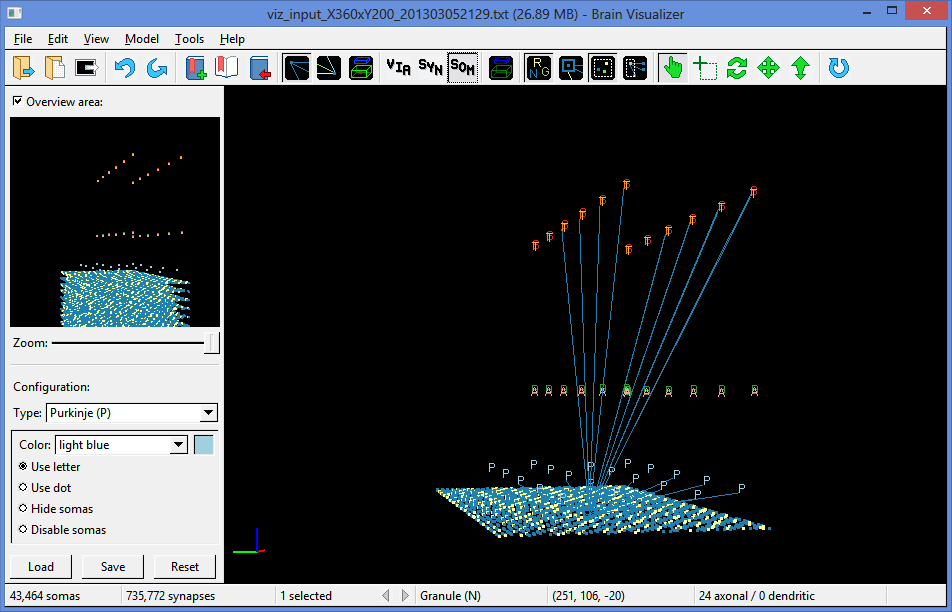 viz_input_X360xY200_201303052129.txt (26.89 MB) - Brain Visualizer
File Edit View Model Tools Help
VIA SYN SOM R N G
Overview area:
Zoom:
Configuration:
Type: Purkinje (P)
Color: light blue
Use letter
Use dot
Hide somas
Disable somas
Load Save Reset
P P P P P P P P P P P P P P P P
43,464 somas 735,772 synapses 1 selected Granule (N) (251, 106, -20) 24 axonal / 0 dendritic